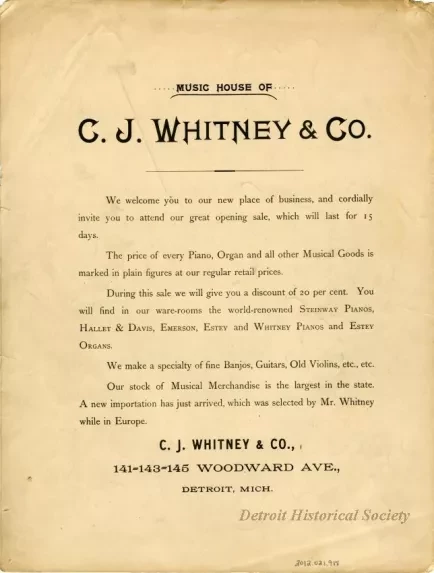 MUSIC HOUSE OF
C. J. WHITNEY & CO.
We welcome you to our new place of business, and cordially
invite you to attend our great opening sale, which will last for 15
days.
The price of every Piano, Organ and all other Musical Goods is
marked in plain figures at our regular retail prices.
During this sale we will give you a discount of 20 per cent. You
will find in our ware-rooms the world-renowned STEINWAY PIANOS,
HALLET & DAVIS, EMERSON, ESTEY AND WHITNEY PIANOS AND ESTEY
ORGANS.
We make a specialty of fine Banjos, Guitars, Old Violins, etc., etc.
Our stock of Musical Merchandise is the largest in the state.
A new importation has just arrived, which was selected by Mr. Whitney
while in Europe.
C. J. WHITNEY & CO.,
141-143-145 WOODWARD AVE.,
DETROIT, MICH.
Detroit Historical Society
2012.021.